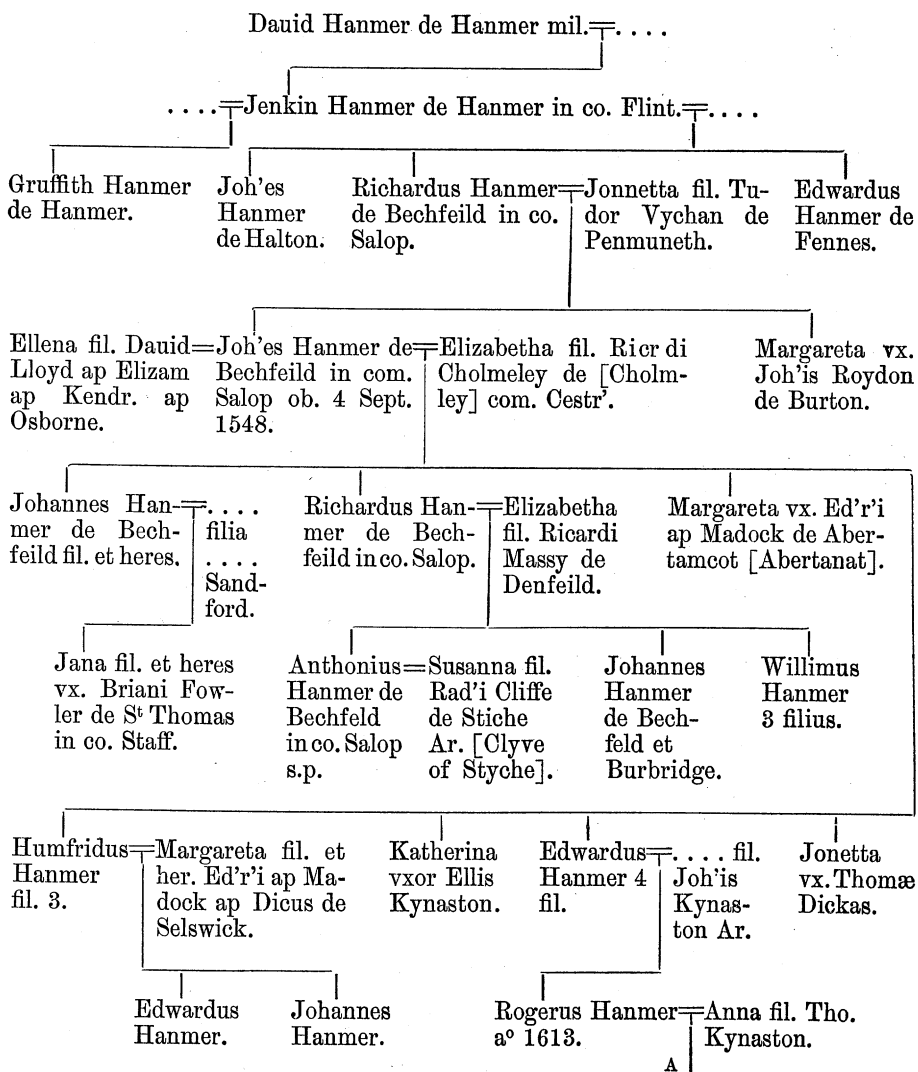 Dauid Hanmer de Hanmer mil.=. . . .
. . . .=Jenkin Hanmer de Hanmer in co. Flint.=. . . .
Gruffith Hanmer
de Hanmer.
Joh'es
Hanmer
de Halton.
Richardus Hanmer=
de Bechfeild in co.
Salop.
Jonnetta fil. Tu-
dor Vychan de
Penmuneth.
Edwardus
Hanmer de
Fennes.
Ellena fil. Dauid=
Lloyd ap Elizam
ap Kendr. ap
Osborne.
Joh'es Hanmer de=
Bechfeild in com.
Salop ob. 4 Sept.
1548.
Elizabetha fil. Ricr di
Cholmeley de [Cholm-
ley] com. Cestr'.
Margareta vx.
Joh'is Roydon
de Burton.
Johannes Han-=
mer de Bech-
feild fil. et heres.
. . . .
filia
. . . .
Sand-
ford.
Richardus Han-=
mer de Bech-
feild in co. Salop.
Elizabetha
fil. Ricardi
Massy de
Denfeild.
Margareta vx. Ed'r'i
ap Madock de Aber-
tamcot [Abertanat].
Jana fil. et heres
vx. Briani Fow-
ler de St Thomas
in co. Staff.
Anthonius=
Hanmer de
Bechfeld
in co. Salop
s.p.
Susanna fil.
Rad'i Cliffe
de Stiche
Ar. [Clyve
of Styche].
Johannes
Hanmer
de Bech-
feld et
Burbridge.
Willimus
Hanmer
3 filius.
Humfridus=
Hanmer
fil. 3.
Margareta fil. et
her. Ed'r'i ap Ma-
dock ap Dicus de
Selswick.
Katherina
vxor Ellis
Kynaston.
Edwardus=
Hanmer 4
fil.
. . . . fil.
Joh'is
Kynas-
ton Ar.
Jonetta
vx. Thomæ
Dickas.
Edwardus
Hanmer.
Johannes
Hanmer.
Rogerus Hanmer=
aº 1613.
Anna fil. Tho.
Kynaston.
A